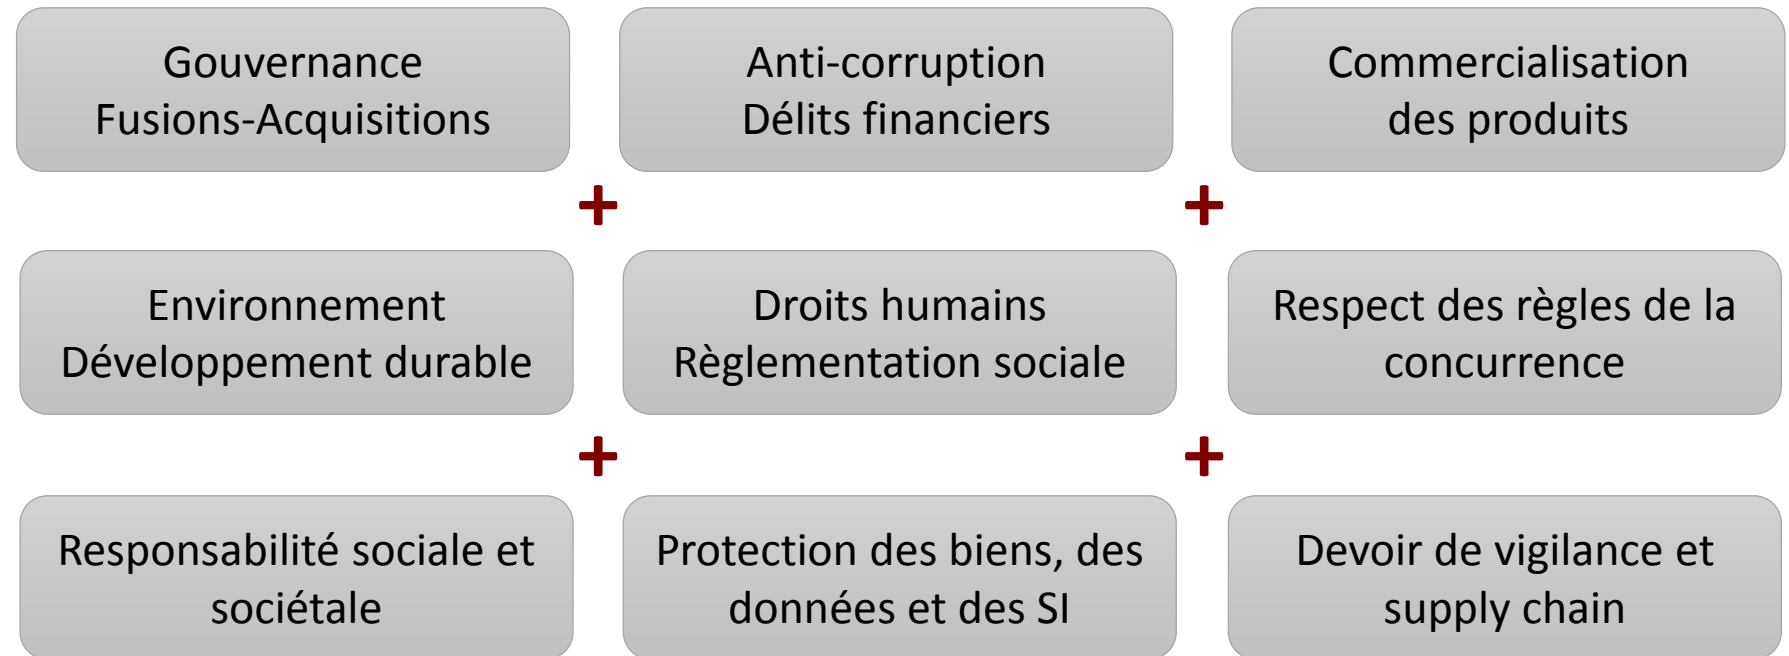 Gouvernance
Fusions-Acquisitions
Anti-corruption
Délits financiers
Commercialisation
des produits
+
+
Environnement
Développement durable
Droits humains
Règlementation sociale
Respect des règles de la
concurrence
+
+
Responsabilité sociale et
sociétale
Protection des biens, des
données et des SI
Devoir de vigilance et
supply chain